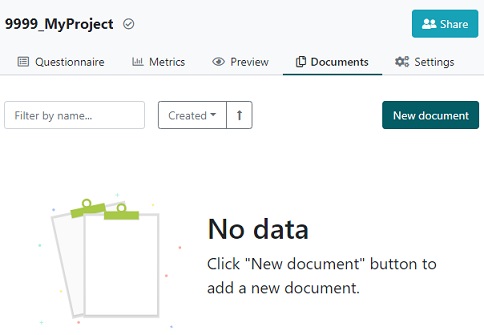 9999_MyProject
Share
Questionnaire Metrics Preview Documents Settings
Filter by name... Created New document
No data
Click "New document" button to
add a new document.